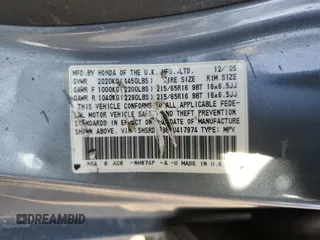 MFD.BY HONDA OF THE U.K. MFG.,LTD. 12/05
GVWR 2020KG(4450LBS) TIRE SIZE RIM SIZE
GAWR F 1000KG(2200LBS) 215/65R16 98T 16x6.5JJ
GAWR R 1040KG(2290LBS) 215/65R16 98T 16x6.5JJ
THIS VEHICLE CONFORMS TO ALL APPLICABLE FEDER-
AL MOTOR VEHICLE SAFETY AND THEFT PREVENTION
STANDARDS IN EFFECT ON THE DATE OF MANUFACTURE
SHOWN ABOVE. V.I.N: TYPE: MPV
DREAMBID